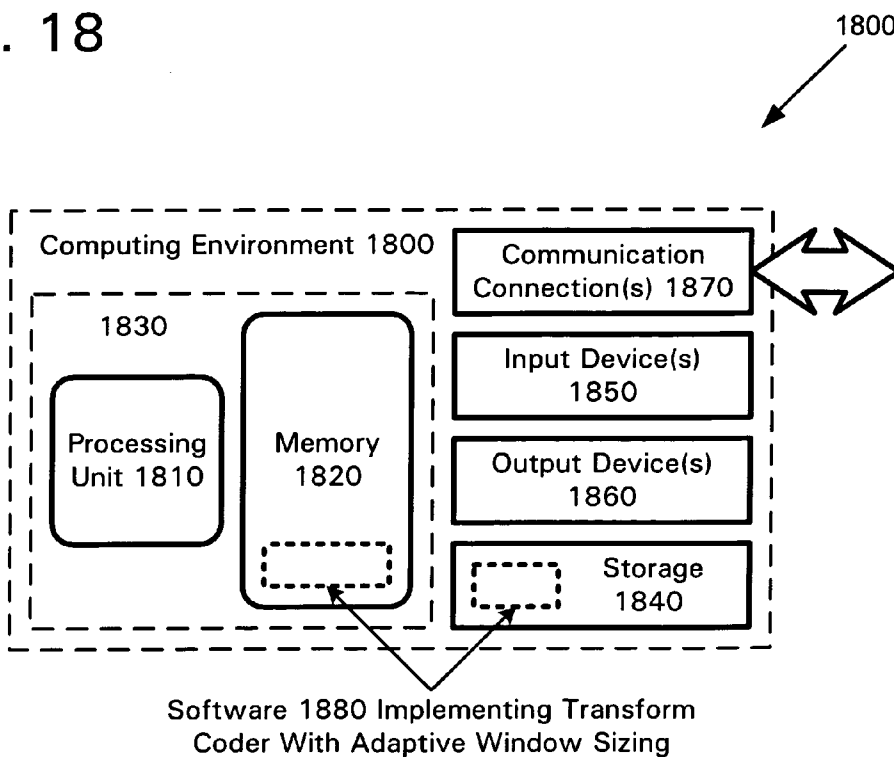 . 18
1800
Computing Environment 1800
Communication
Connection(s) 1870
1830
Input Device(s)
1850
Processing
Unit 1810
Memory
1820
Output Device(s)
1860
Storage
1840
Software 1880 Implementing Transform
Coder With Adaptive Window Sizing